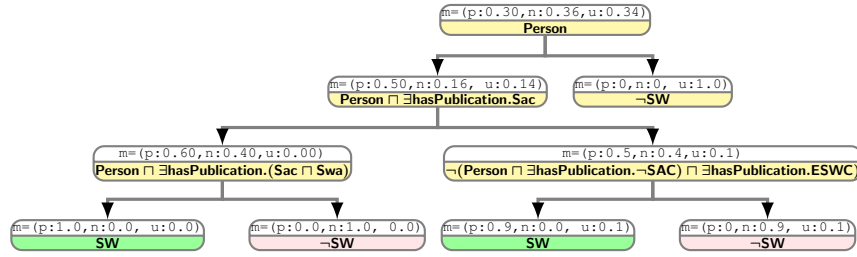 m=(p:0.30,n:0.36,u:0.34)
Person
m=(p:0.50,n:0.16, u:0.14)
Person ⊓ ∃hasPublication.Sac
m=(p:0,n:0, u:1.0)
¬SW
m=(p:0.60,n:0.40,u:0.00)
Person ⊓ ∃hasPublication.(Sac ⊓ Swa)
m=(p:0.5,n:0.4,u:0.1)
¬(Person ⊓ ∃hasPublication.¬SAC) ⊓ ∃hasPublication.ESWC)
m=(p:1.0,n:0.0, u:0.0)
SW
m=(p:0.0,n:1.0, 0.0)
¬SW
m=(p:0.9,n:0.0, u:0.1)
SW
m=(p:0,n:0.9, u:0.1)
¬SW